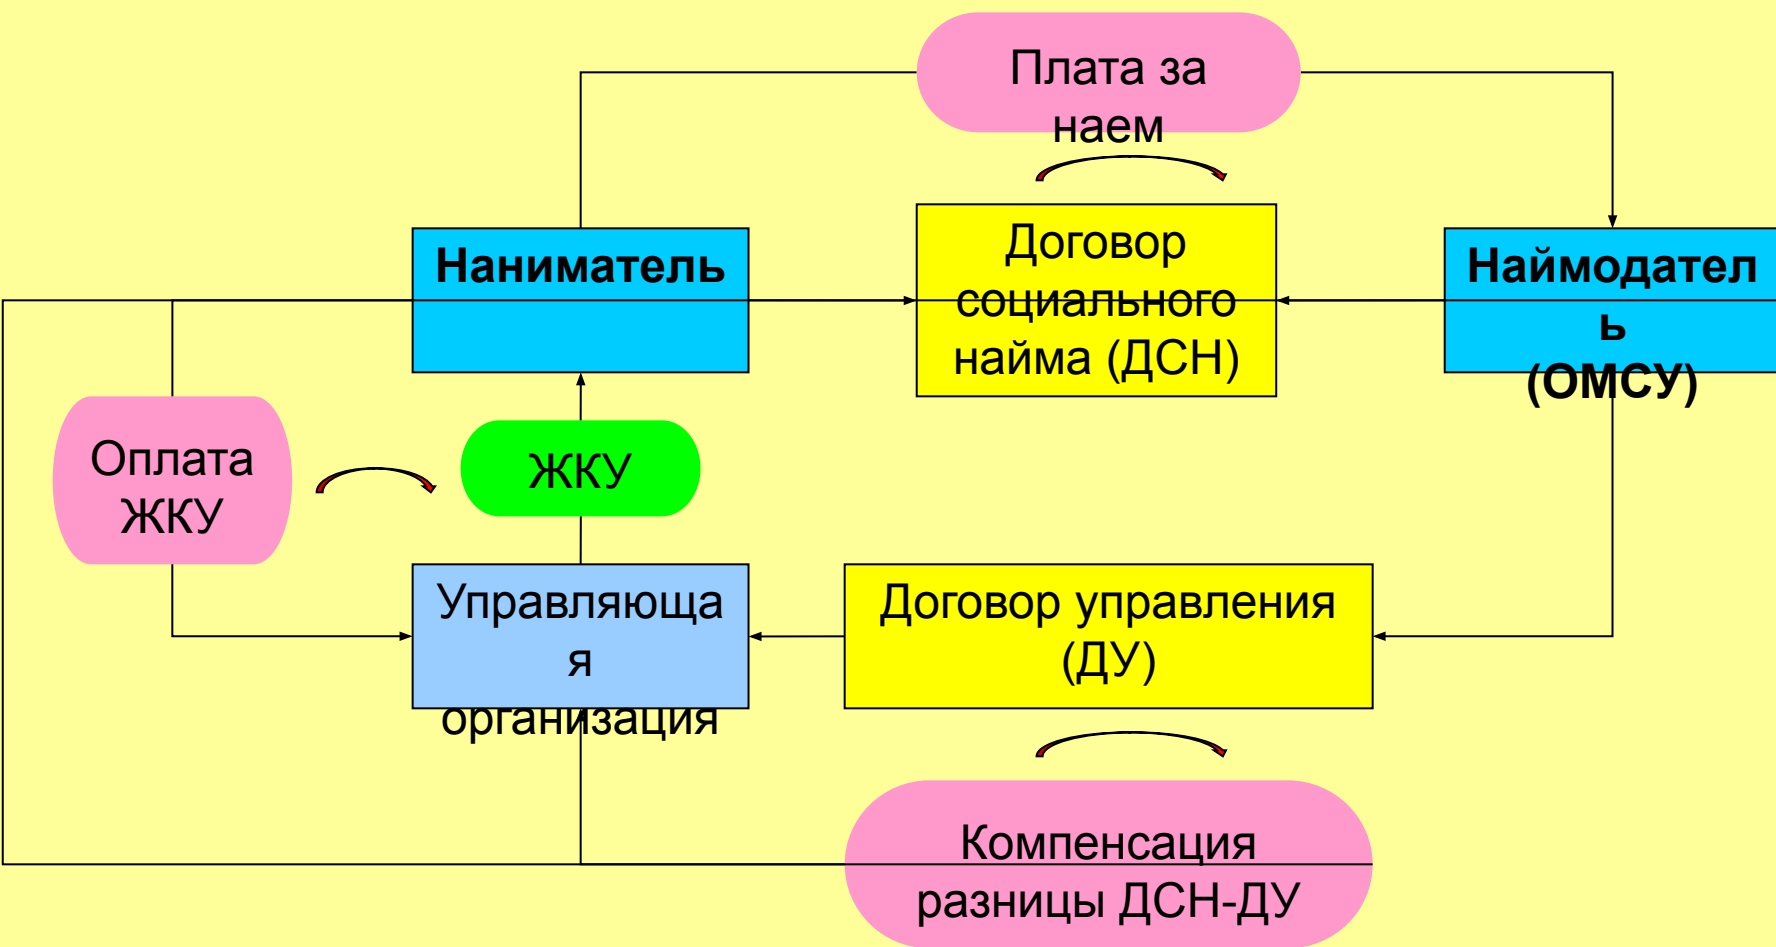 Плата за
наем
Наниматель
Договор
социального
найма (ДСН)
Наймодател
ь
(ОМСУ)
Оплата
ЖКУ
ЖКУ
Управляюща
я
организация
Договор управления
(ДУ)
Компенсация
разницы ДСН-ДУ